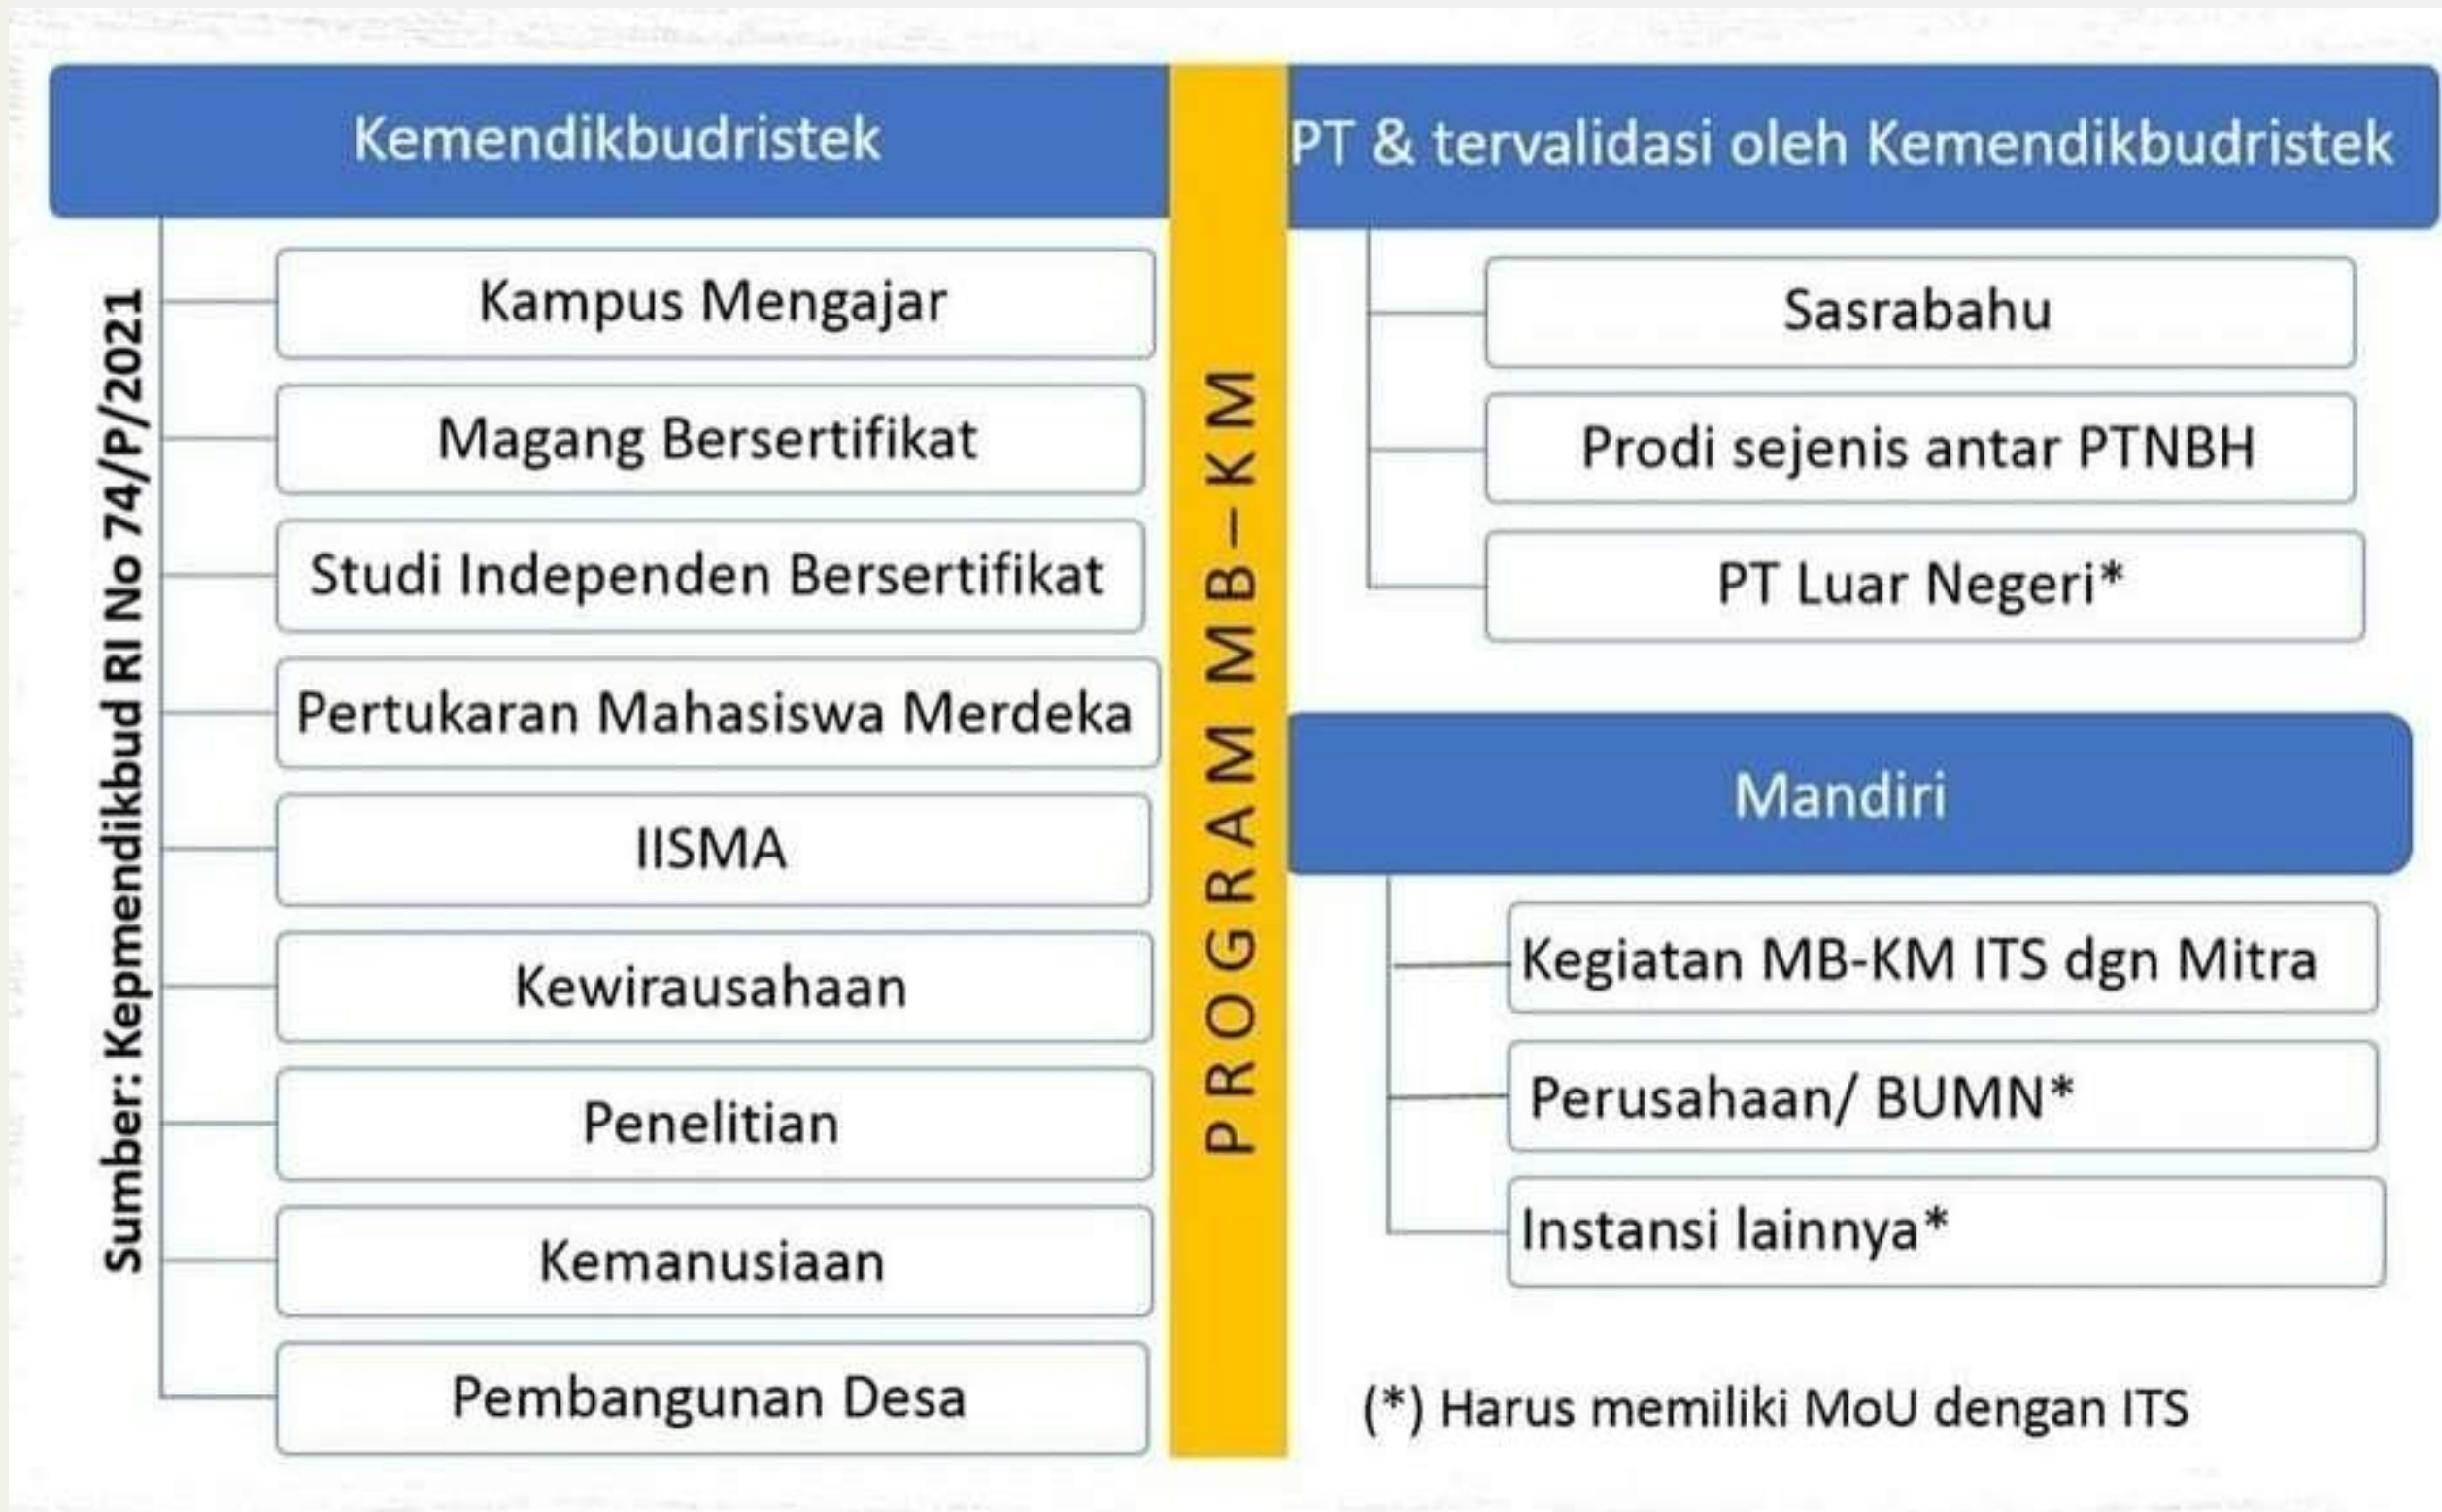 Kemendikbudristek
Sumber: Kepmendikbud RI No 74/P/2021
Kampus Mengajar
Magang Bersertifikat
Studi Independen Bersertifikat
Pertukaran Mahasiswa Merdeka
IISMA
Kewirausahaan
Penelitian
Kemanusiaan
Pembangunan Desa
PROGRAM MB–KM
PT & tervalidasi oleh Kemendikbudristek
Sasrabahu
Prodi sejenis antar PTNBH
PT Luar Negeri*
Mandiri
Kegiatan MB-KM ITS dgn Mitra
Perusahaan/ BUMN*
Instansi lainnya*
(*) Harus memiliki MoU dengan ITS